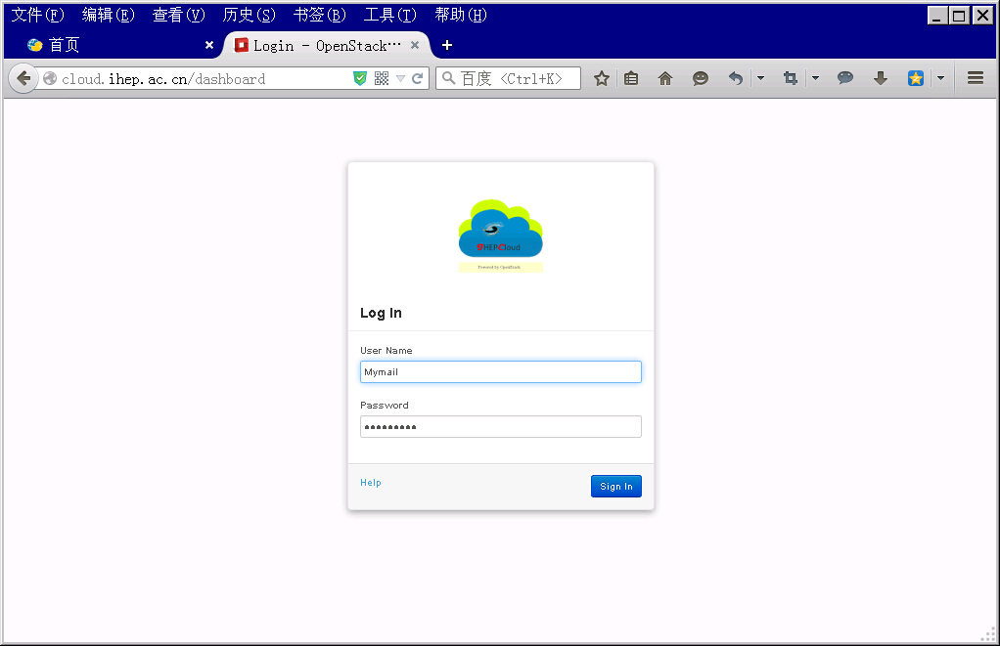 文件(F) 编辑(E) 查看(V) 历史(S) 书签(B) 工具(T) 帮助(H)
首页 Login - OpenStack…
cloud.ihep.ac.cn/dashboard 百度 <Ctrl+K>
IHEPCloud
Powered by OpenStack
Log In
User Name
Mymail
Password
Help Sign In